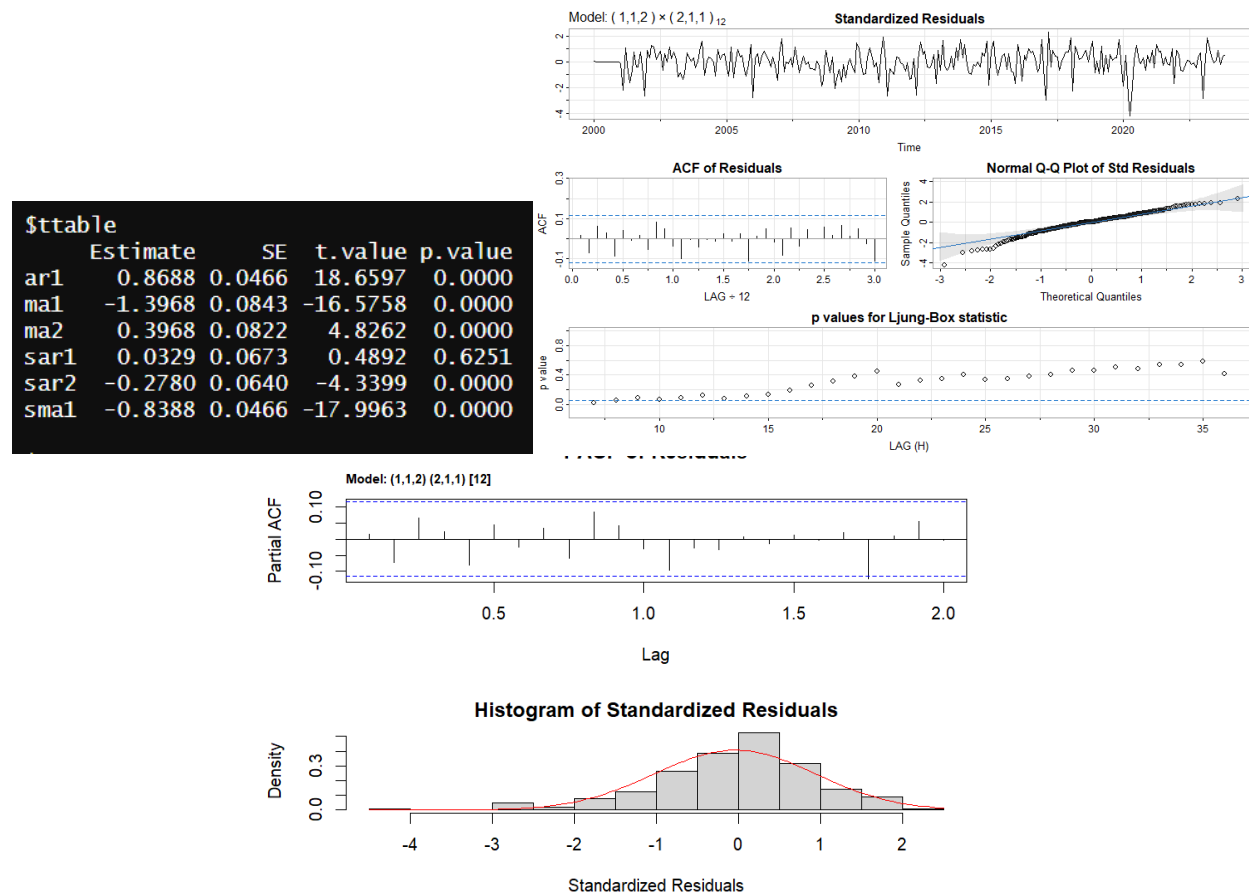 $ttable
Estimate SE t.value p.value
ar1 0.8688 0.0466 18.6597 0.0000
ma1 -1.3968 0.0843 -16.5758 0.0000
ma2 0.3968 0.0822 4.8262 0.0000
sar1 0.0329 0.0673 0.4892 0.6251
sar2 -0.2780 0.0640 -4.3399 0.0000
sma1 -0.8388 0.0466 -17.9963 0.0000
Model: ( 1,1,2 ) × ( 2,1,1 ) 12
Standardized Residuals
2
0
-2
-4
2000 2005 2010 2015 2020
Time
ACF of Residuals
ACF
0.3
0.1
-0.1
0.0 0.5 1.0 1.5 2.0 2.5 3.0
LAG ÷ 12
Normal Q-Q Plot of Std Residuals
Sample Quantiles
4
2
0
-2
-4
-3 -2 -1 0 1 2 3
Theoretical Quantiles
p values for Ljung-Box statistic
p value
0.8
0.4
0.0
10 15 20 25 30 35
LAG (H)
Model: (1,1,2) (2,1,1) [12]
Partial ACF
0.10
-0.10
0.5 1.0 1.5 2.0
Lag
Histogram of Standardized Residuals
Density
0.3
0.0
-4 -3 -2 -1 0 1 2
Standardized Residuals